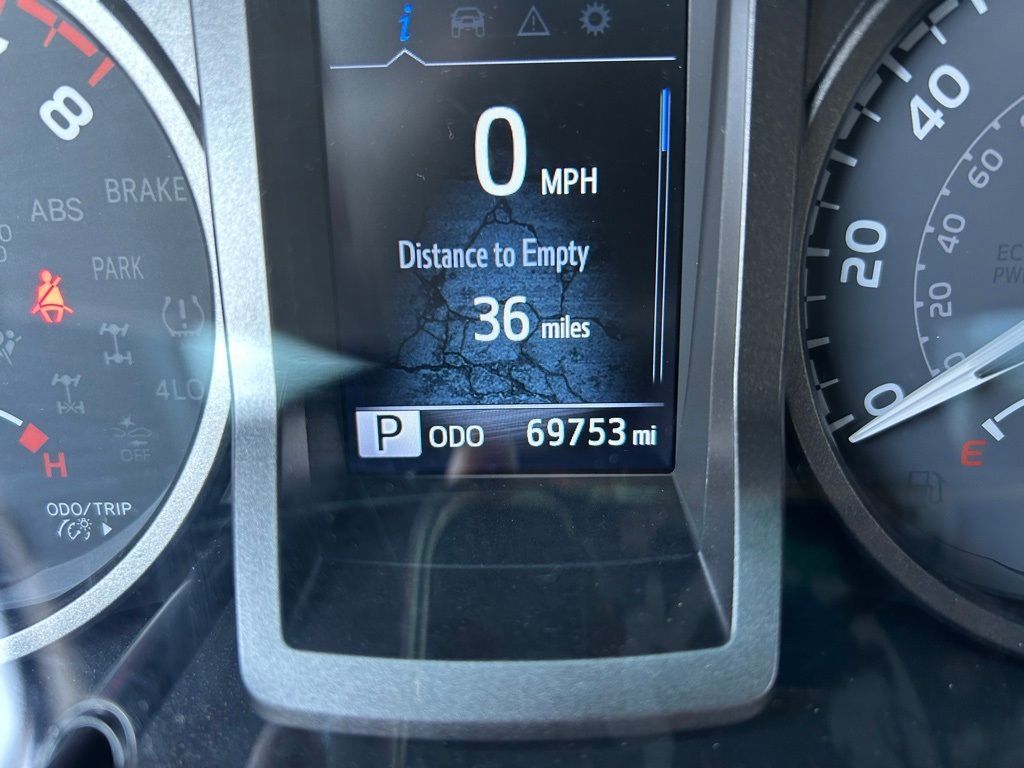 i
0 MPH
Distance to Empty
36 miles
P ODO 69753 mi
8
BRAKE
ABS
PARK
4LO
OFF
H
ODO/TRIP
40
20
0
60
40
20
E